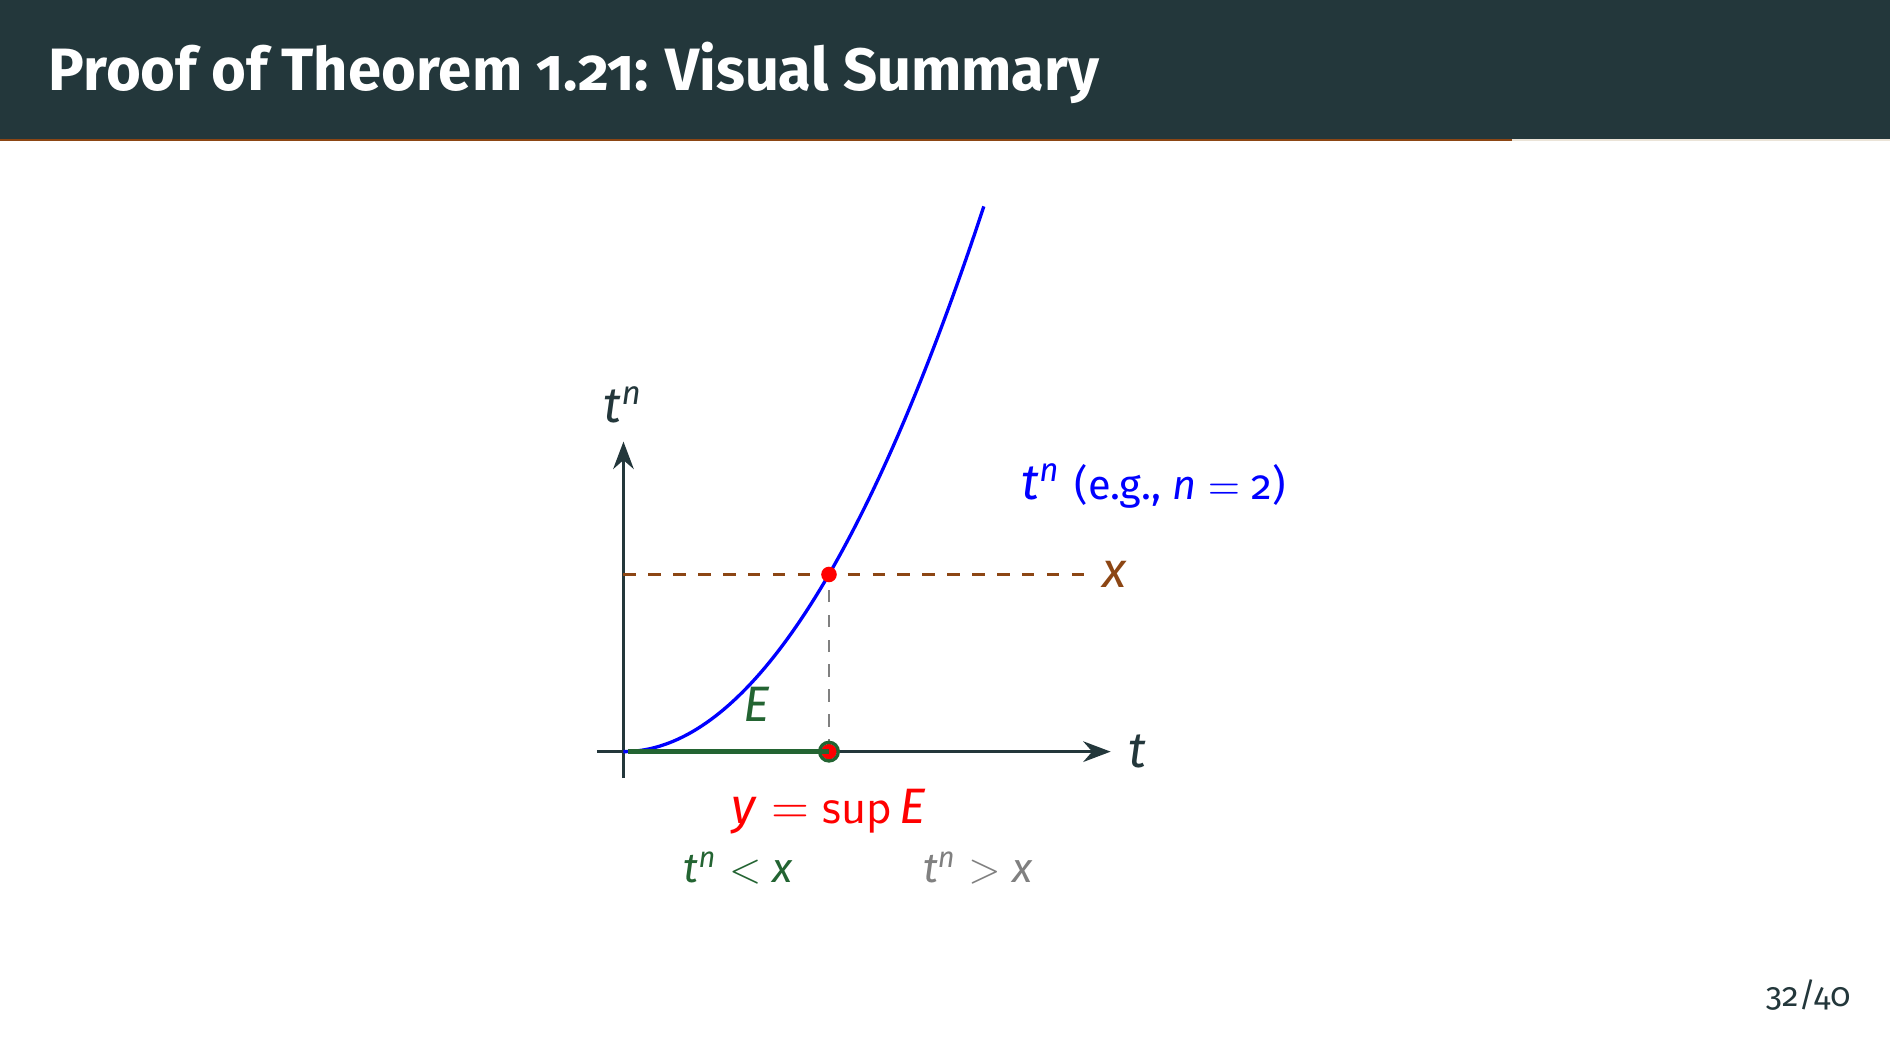 Proof of Theorem 1.21: Visual Summary
tⁿ
tⁿ (e.g., n = 2)
x
E
t
y = sup E
tⁿ < x
tⁿ > x
32/40